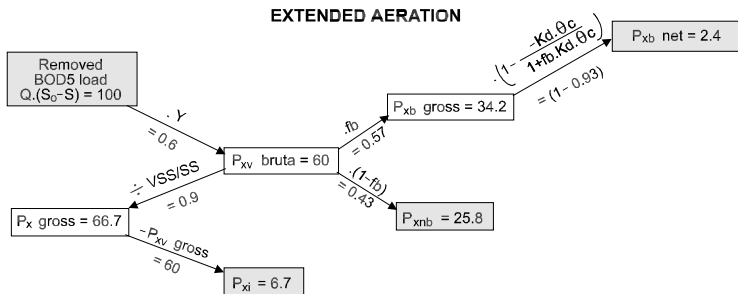 EXTENDED AERATION
Removed
BOD5 load
Q.(S₀–S) = 100
. Y
= 0.6
Pxv bruta = 60
÷ VSS/SS
= 0.9
Px gross = 66.7
–Pxv gross
= 60
Pxi = 6.7
.fb
= 0.57
Pxb gross = 34.2
.(1–fb)
= 0.43
Pxnb = 25.8
.(1– –Kd.θc
1+fb.Kd.θc )
= (1– 0.93)
Pxb net = 2.4